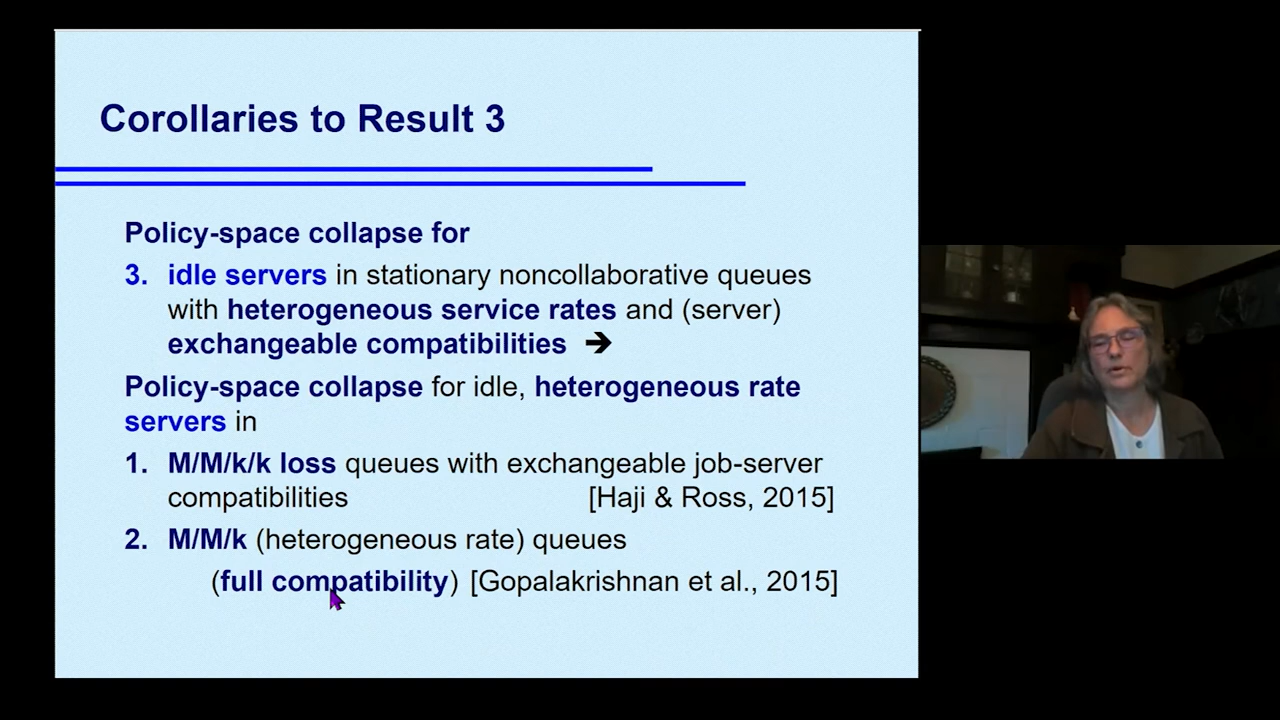 Corollaries to Result 3
Policy-space collapse for
3. idle servers in stationary noncollaborative queues
with heterogeneous service rates and (server)
exchangeable compatibilities ➔
Policy-space collapse for idle, heterogeneous rate
servers in
1. M/M/k/k loss queues with exchangeable job-server
compatibilities [Haji & Ross, 2015]
2. M/M/k (heterogeneous rate) queues
(full compatibility) [Gopalakrishnan et al., 2015]